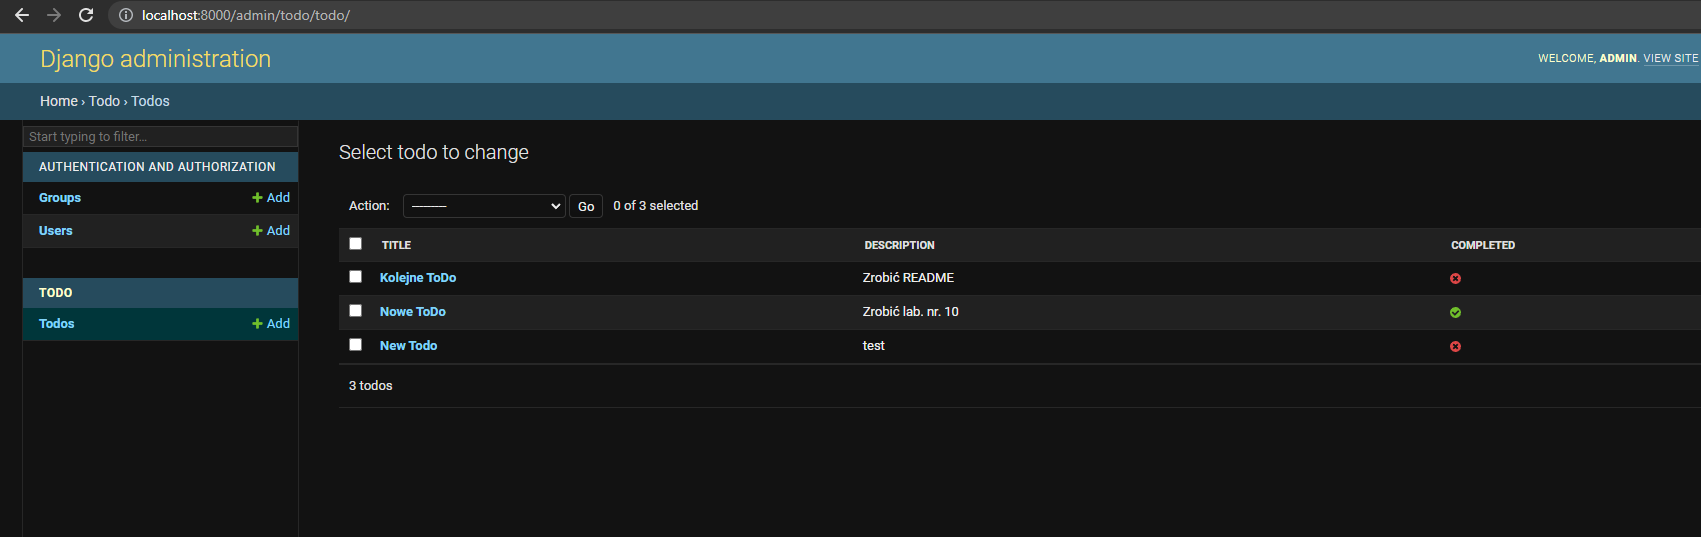 localhost:8000/admin/todo/todo/
Django administration
WELCOME, ADMIN. VIEW SITE
Home › Todo › Todos
Start typing to filter...
AUTHENTICATION AND AUTHORIZATION
Groups + Add
Users + Add
TODO
Todos + Add
Select todo to change
Action: --------- Go 0 of 3 selected
TITLE DESCRIPTION COMPLETED
Kolejne ToDo Zrobić README
Nowe ToDo Zrobić lab. nr. 10
New Todo test
3 todos